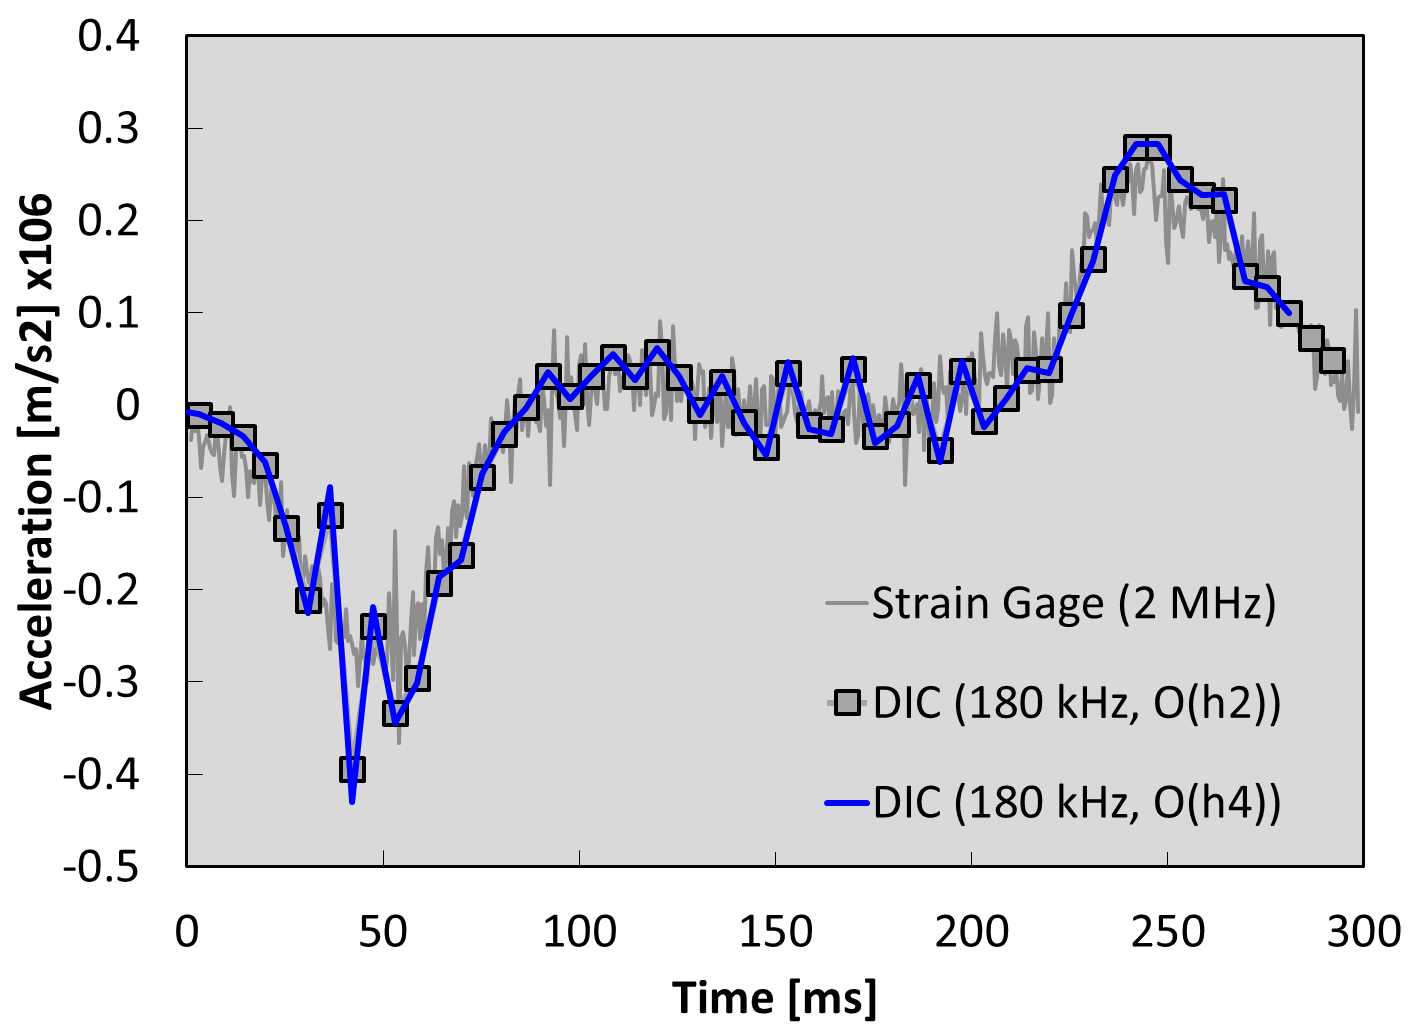 0.4
0.3
0.2
0.1
0
-0.1
-0.2
-0.3
-0.4
-0.5
Acceleration [m/s2] x106
Strain Gage (2 MHz)
DIC (180 kHz, O(h2))
DIC (180 kHz, O(h4))
0 50 100 150 200 250 300
Time [ms]